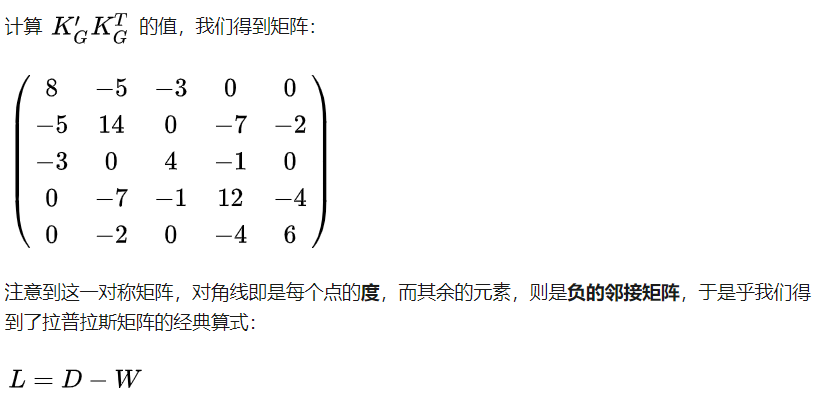 计算 $K'_G K_G^T$ 的值，我们得到矩阵：
8 −5 −3 0 0
−5 14 0 −7 −2
−3 0 4 −1 0
0 −7 −1 12 −4
0 −2 0 −4 6
注意到这一对称矩阵，对角线即是每个点的度，而其余的元素，则是负的邻接矩阵，于是乎我们得
到了拉普拉斯矩阵的经典算式：
L = D − W